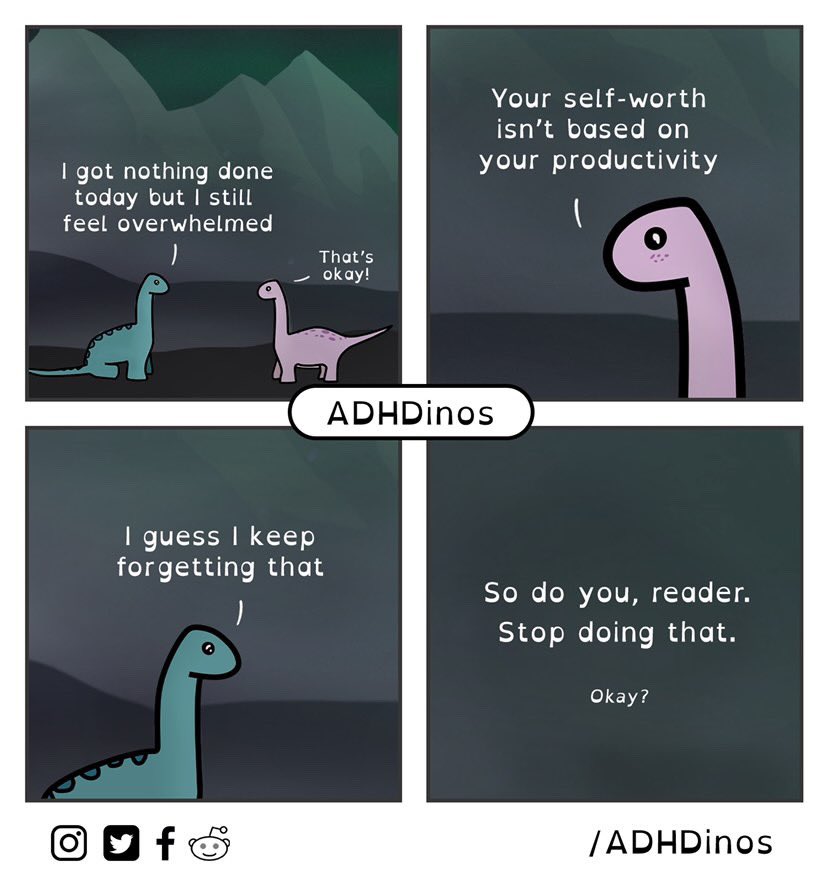 I got nothing done
today but I still
feel overwhelmed
That's
okay!
Your self-worth
isn't based on
your productivity
ADHDinos
I guess I keep
forgetting that
So do you, reader.
Stop doing that.
Okay?
/ADHDinos